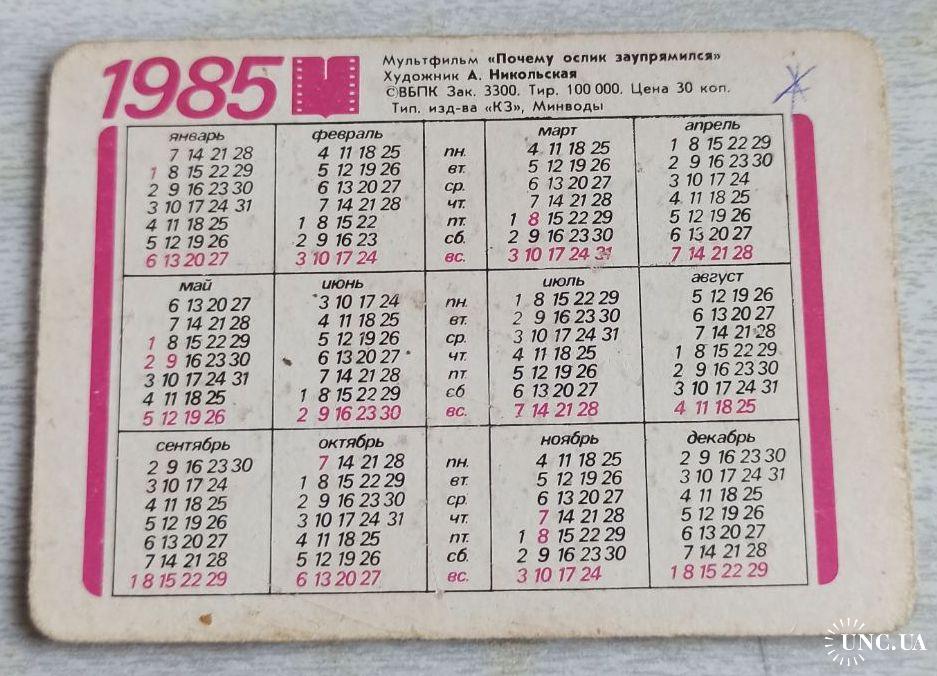 1985
Мультфильм «Почему ослик заупрямился»
Художник А. Никольская
©ВБПК Зак. 3300. Тир. 100 000. Цена 30 коп.
Тип. изд-ва «КЗ», Минводы
январь февраль март апрель
7 14 21 28 4 11 18 25 пн. 4 11 18 25 1 8 15 22 29
1 8 15 22 29 5 12 19 26 вт. 5 12 19 26 2 9 16 23 30
2 9 16 23 30 6 13 20 27 ср. 6 13 20 27 3 10 17 24
3 10 17 24 31 7 14 21 28 чт. 7 14 21 28 4 11 18 25
4 11 18 25 1 8 15 22 пт. 1 8 15 22 29 5 12 19 26
5 12 19 26 2 9 16 23 сб. 2 9 16 23 30 6 13 20 27
6 13 20 27 3 10 17 24 вс. 3 10 17 24 31 7 14 21 28
май июнь июль август
6 13 20 27 3 10 17 24 пн. 1 8 15 22 29 5 12 19 26
7 14 21 28 4 11 18 25 вт. 2 9 16 23 30 6 13 20 27
1 8 15 22 29 5 12 19 26 ср. 3 10 17 24 31 7 14 21 28
2 9 16 23 30 6 13 20 27 чт. 4 11 18 25 1 8 15 22 29
3 10 17 24 31 7 14 21 28 пт. 5 12 19 26 2 9 16 23 30
4 11 18 25 1 8 15 22 29 сб 6 13 20 27 3 10 17 24 31
5 12 19 26 2 9 16 23 30 вс. 7 14 21 28 4 11 18 25
сентябрь октябрь ноябрь декабрь
2 9 16 23 30 7 14 21 28 пн. 4 11 18 25 2 9 16 23 30
3 10 17 24 1 8 15 22 29 вт. 5 12 19 26 3 10 17 24 31
4 11 18 25 2 9 16 23 30 ср. 6 13 20 27 4 11 18 25
5 12 19 26 3 10 17 24 31 чт. 7 14 21 28 5 12 19 26
6 13 20 27 4 11 18 25 пт. 1 8 15 22 29 6 13 20 27
7 14 21 28 5 12 19 26 сб. 2 9 16 23 30 7 14 21 28
1 8 15 22 29 6 13 20 27 вс. 3 10 17 24 1 8 15 22 29
UNC.UA